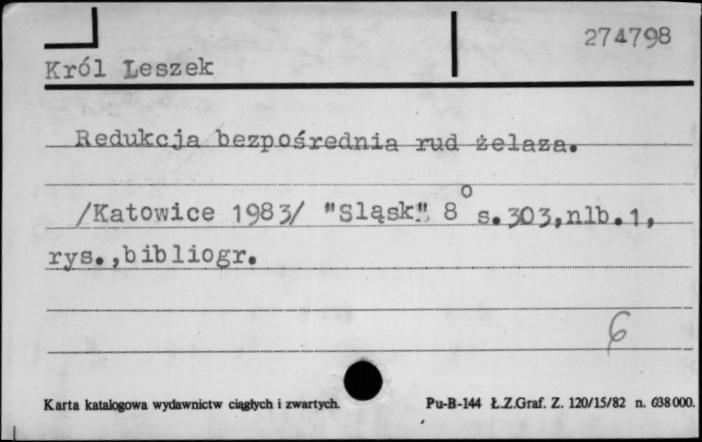 274798
Król Leszek
Redukcja bezpośrednia rud żelaza.
/Katowice 1983/ "Sląsk". 8° s.303,nlb.1,
rys.,bibliogr.
6
Karta katalogowa wydawnictw ciągłych i zwartych. Pu-B-144 Ł.Z.Graf. Z. 120/15/82 n. 638000.